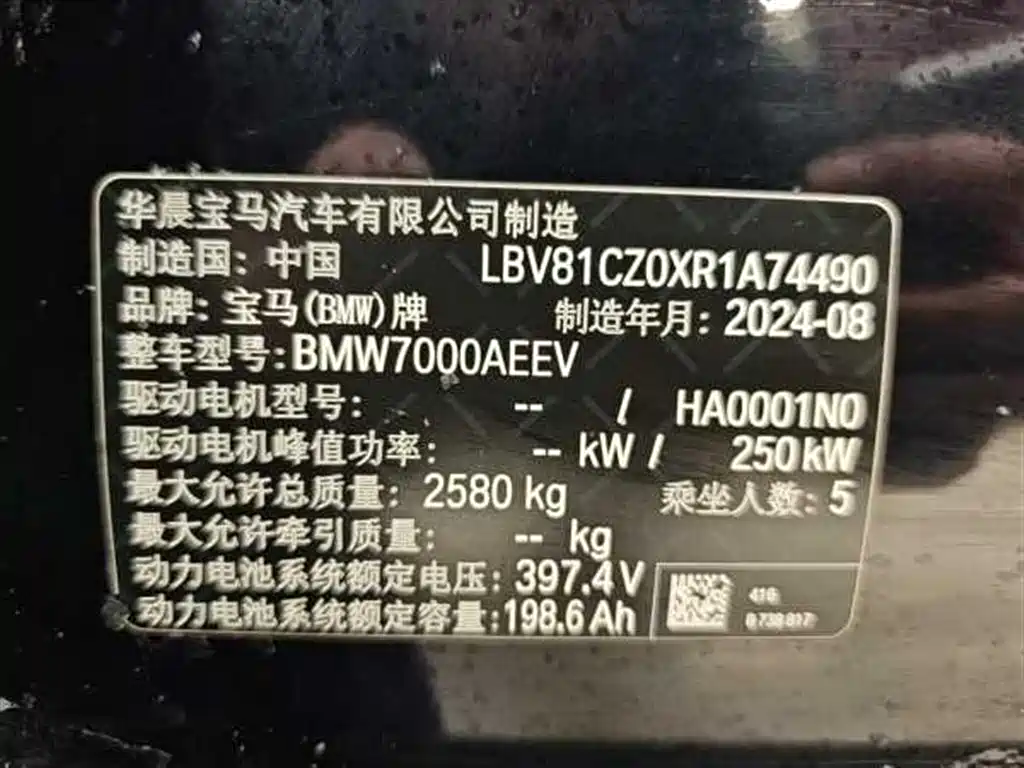 华晨宝马汽车有限公司制造
制造国：中国 LBV81CZ0XR1A74490
品牌：宝马(BMW)牌 制造年月：2024-08
整车型号：BMW7000AEEV
驱动电机型号： -- / HA0001N0
驱动电机峰值功率： -- kW / 250 kW
最大允许总质量：2580 kg 乘坐人数：5
最大允许牵引质量： -- kg
动力电池系统额定电压：397.4 V
动力电池系统额定容量：198.6 Ah
416
8 738 817